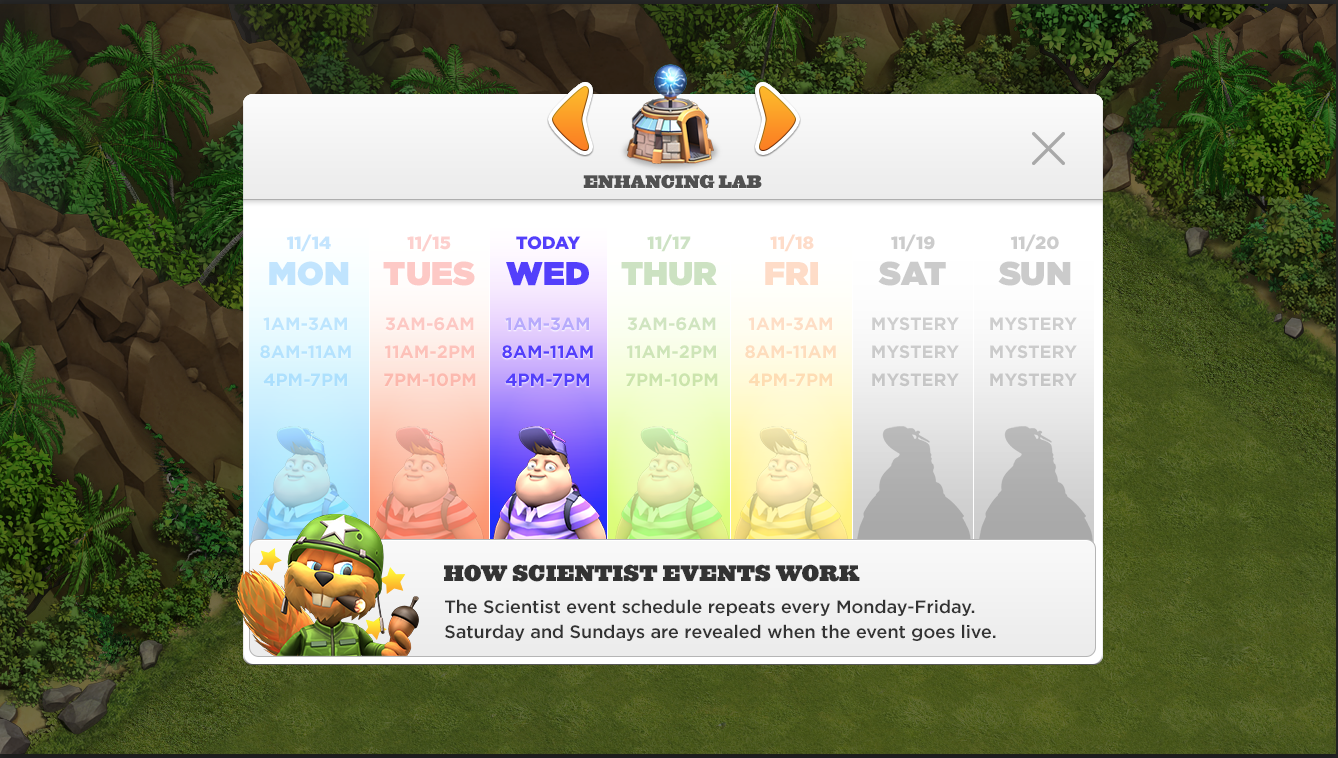 ENHANCING LAB
11/14
MON
1AM-3AM
8AM-11AM
4PM-7PM
11/15
TUES
3AM-6AM
11AM-2PM
7PM-10PM
TODAY
WED
1AM-3AM
8AM-11AM
4PM-7PM
11/17
THUR
3AM-6AM
11AM-2PM
7PM-10PM
11/18
FRI
1AM-3AM
8AM-11AM
4PM-7PM
11/19
SAT
MYSTERY
MYSTERY
MYSTERY
11/20
SUN
MYSTERY
MYSTERY
MYSTERY
HOW SCIENTIST EVENTS WORK
The Scientist event schedule repeats every Monday-Friday.
Saturday and Sundays are revealed when the event goes live.